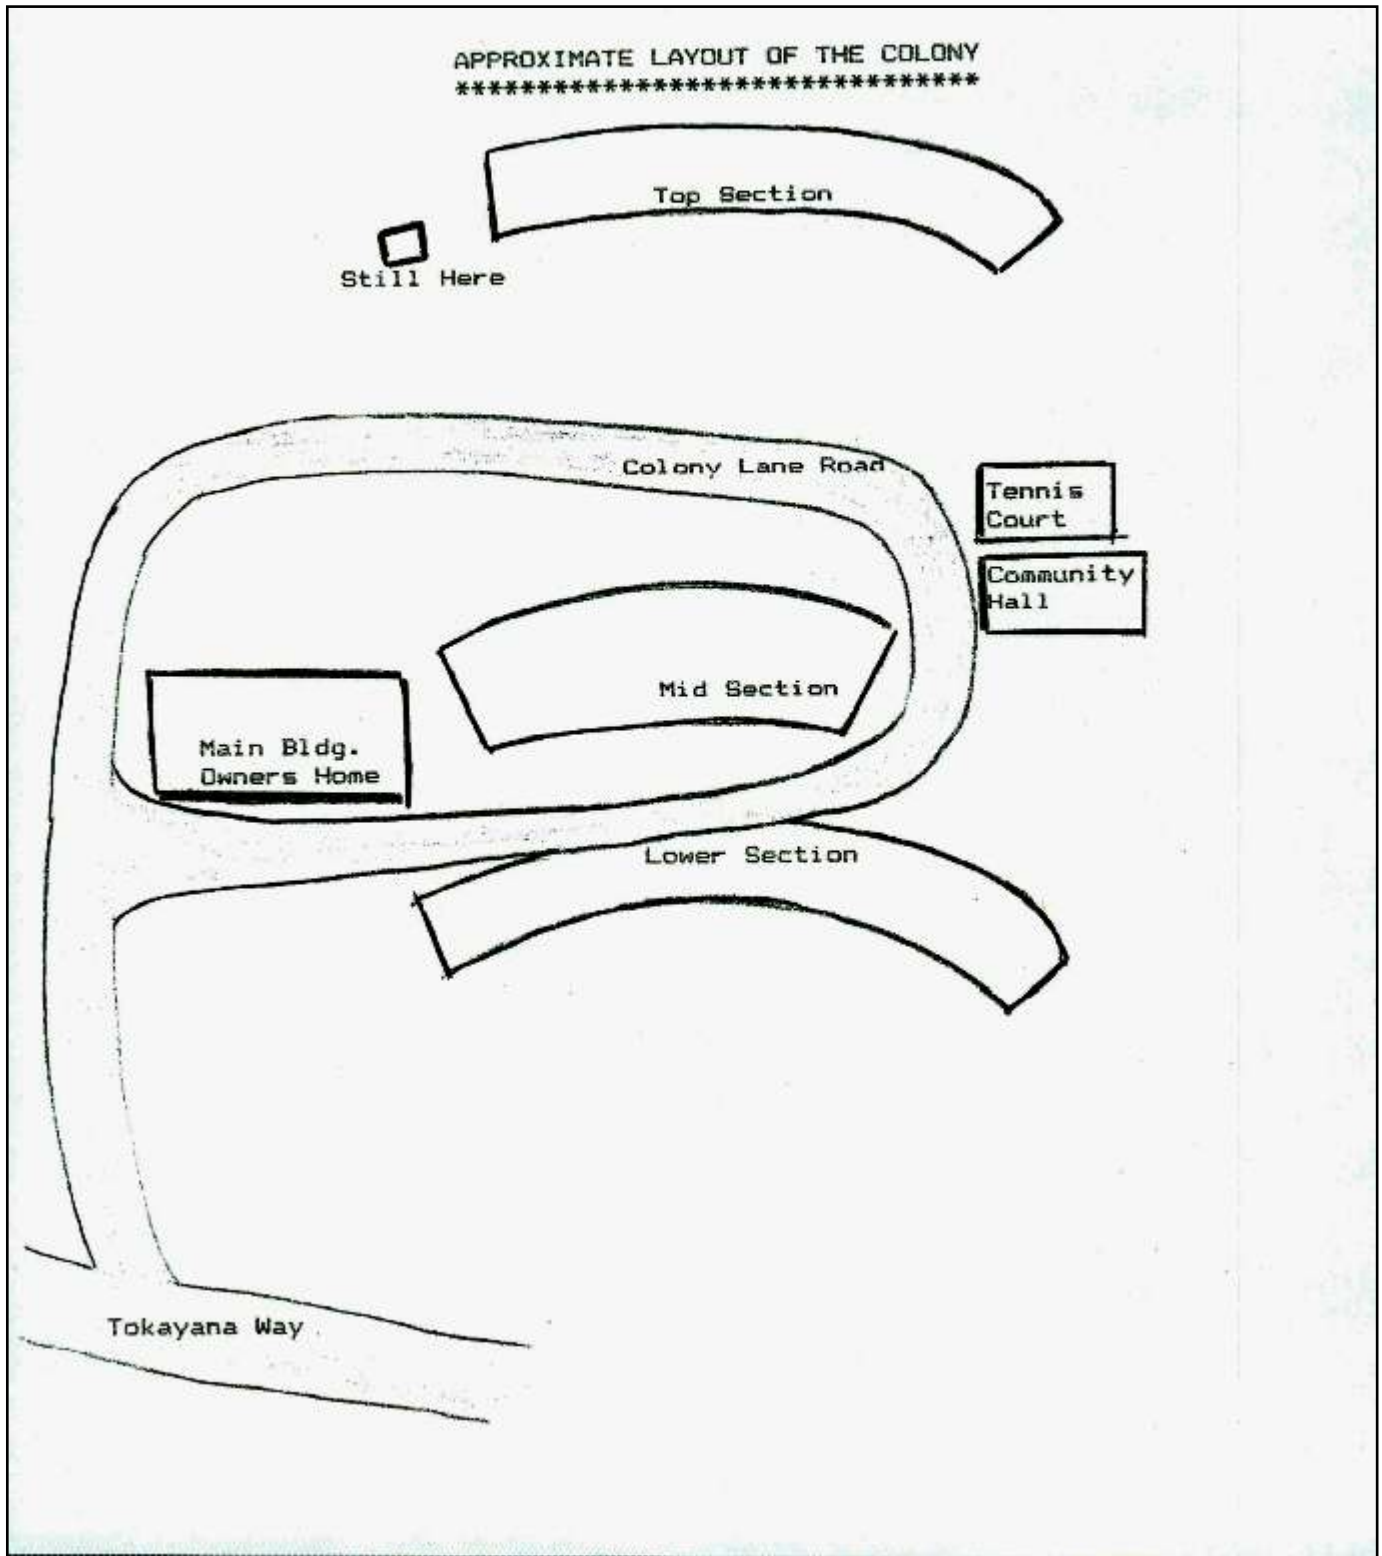 APPROXIMATE LAYOUT OF THE COLONY
********************************
Top Section
Still Here
Colony Lane Road
Tennis
Court
Community
Hall
Mid Section
Main Bldg.
Owners Home
Lower Section
Tokayana Way